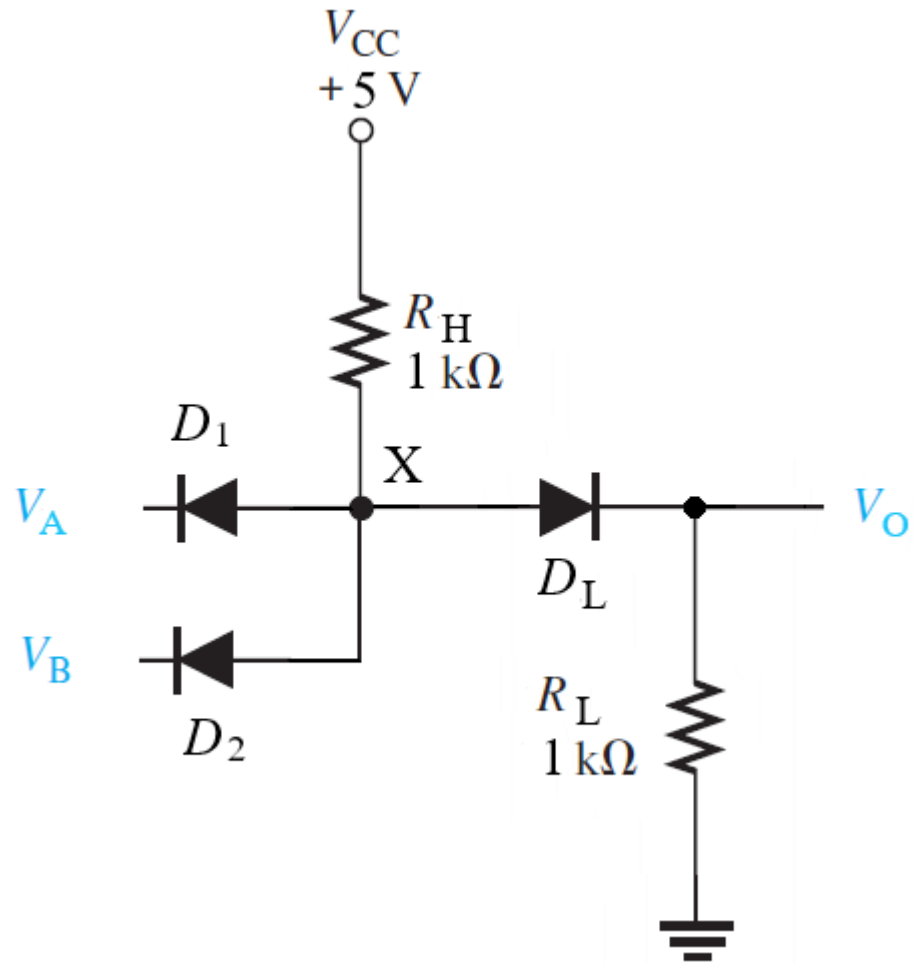 V_CC
+5 V
R_H
1 kΩ
D_1
X
V_A
V_O
D_L
V_B
R_L
D_2
1 kΩ